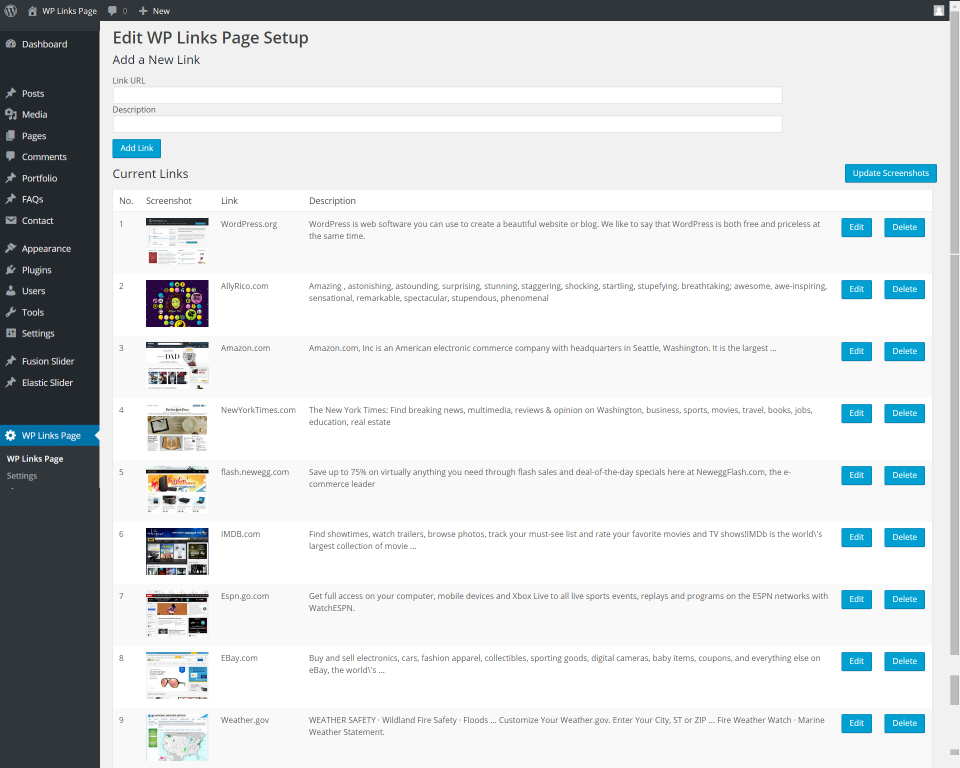 WP Links Page 0 New
Dashboard
Posts
Media
Pages
Comments
Portfolio
FAQs
Contact
Appearance
Plugins
Users
Tools
Settings
Fusion Slider
Elastic Slider
WP Links Page
WP Links Page
Settings
Edit WP Links Page Setup
Add a New Link
Link URL
Description
Add Link
Current Links
Update Screenshots
No. Screenshot Link Description
1 WordPress.org WordPress is web software you can use to create a beautiful website or blog. We like to say that WordPress is both free and priceless at
the same time.
Edit Delete
2 AllyRico.com Amazing , astonishing, astounding, surprising, stunning, staggering, shocking, startling, stupefying, breathtaking; awesome, awe-inspiring,
sensational, remarkable, spectacular, stupendous, phenomenal
Edit Delete
3 Amazon.com Amazon.com, Inc is an American electronic commerce company with headquarters in Seattle, Washington. It is the largest ...
DAD
Edit Delete
4 NewYorkTimes.com The New York Times: Find breaking news, multimedia, reviews & opinion on Washington, business, sports, movies, travel, books, jobs,
education, real estate
Edit Delete
5 flash.newegg.com Save up to 75% on virtually anything you need through flash sales and deal-of-the-day specials here at NeweggFlash.com, the e-
commerce leader
Edit Delete
6 IMDB.com Find showtimes, watch trailers, browse photos, track your must-see list and rate your favorite movies and TV shows!IMDb is the world\'s
largest collection of movie ...
Edit Delete
7 Espn.go.com Get full access on your computer, mobile devices and Xbox Live to all live sports events, replays and programs on the ESPN networks with
WatchESPN.
Edit Delete
8 EBay.com Buy and sell electronics, cars, fashion apparel, collectibles, sporting goods, digital cameras, baby items, coupons, and everything else on
eBay, the world\'s ...
Edit Delete
9 Weather.gov WEATHER SAFETY · Wildland Fire Safety · Floods ... Customize Your Weather.gov. Enter Your City, ST or ZIP ... Fire Weather Watch · Marine
Weather Statement.
Edit Delete